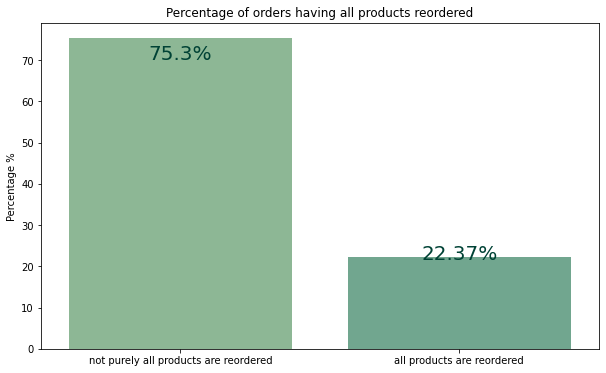 Percentage of orders having all products reordered
Percentage %
70
60
50
40
30
20
10
0
75.3%
22.37%
not purely all products are reordered
all products are reordered